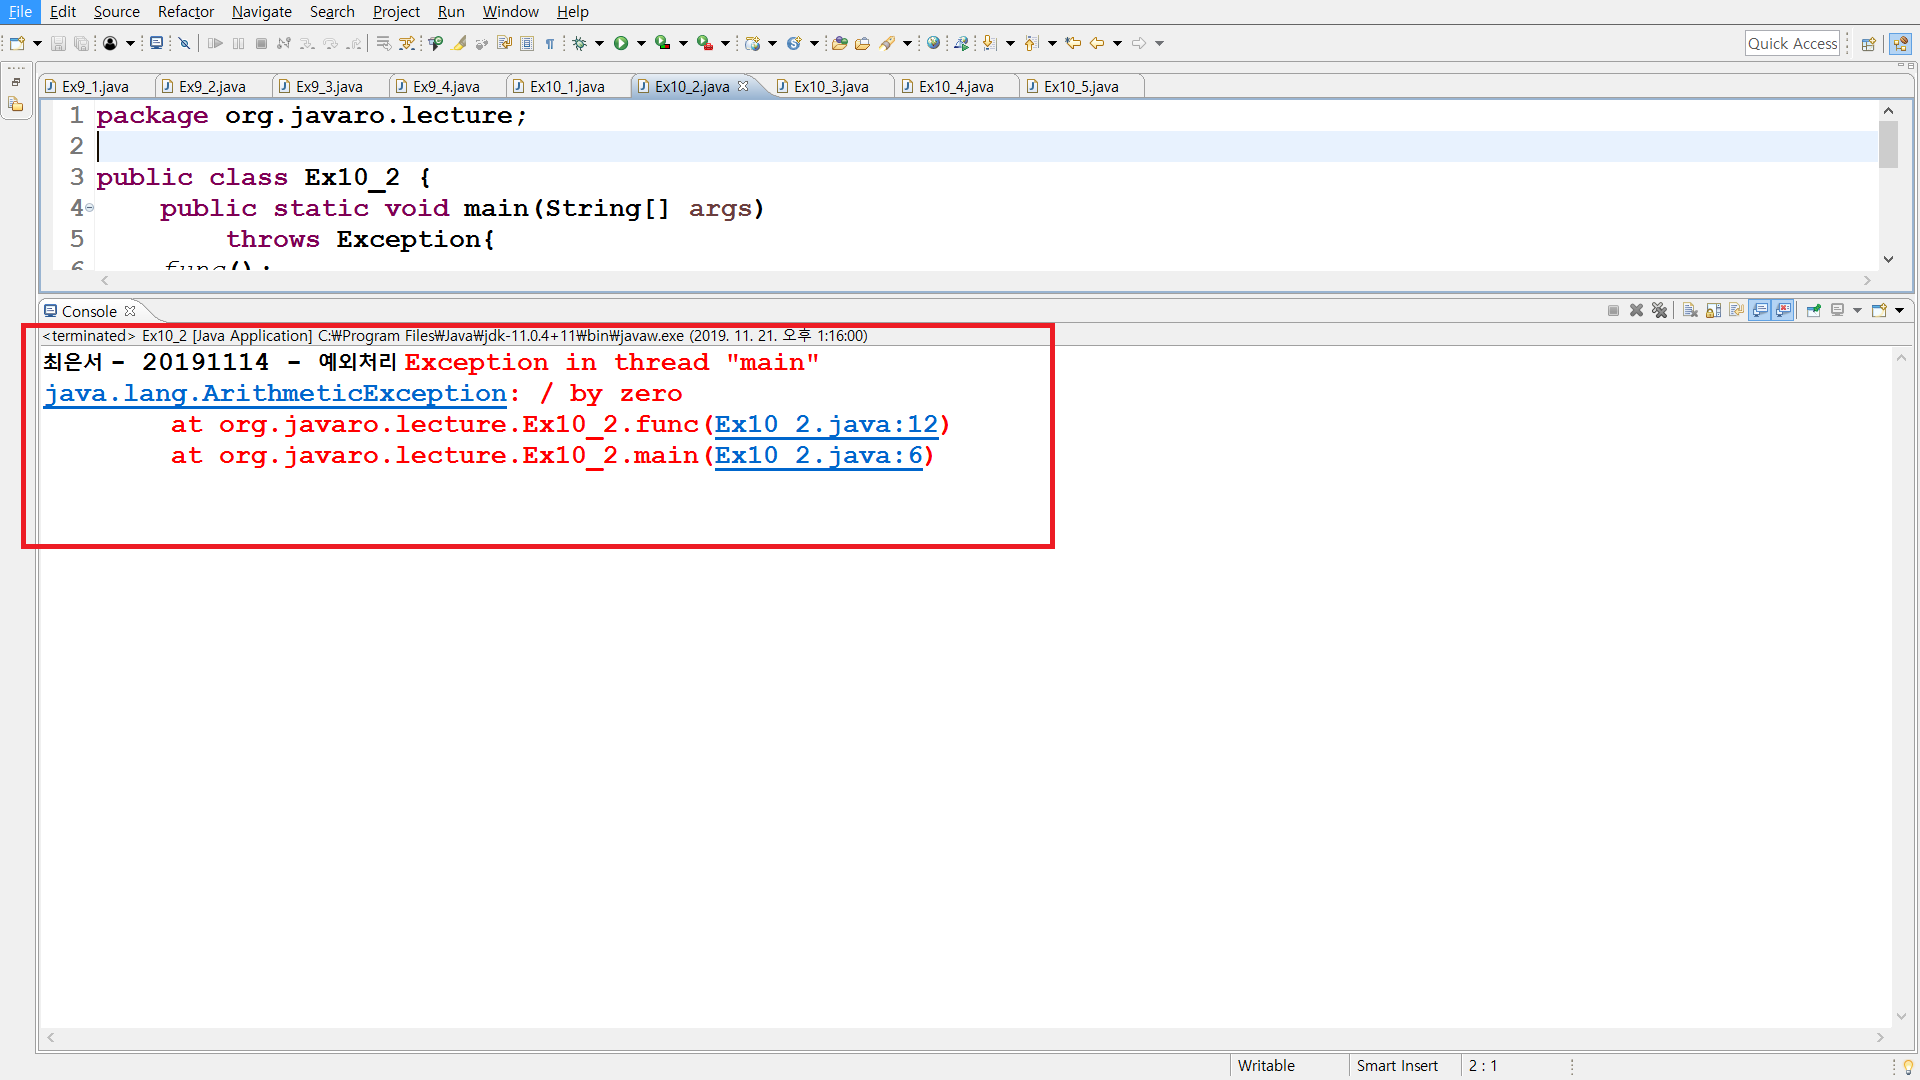 File Edit Source Refactor Navigate Search Project Run Window Help
Quick Access
Ex9_1.java Ex9_2.java Ex9_3.java Ex9_4.java Ex10_1.java Ex10_2.java Ex10_3.java Ex10_4.java Ex10_5.java
1 package org.javaro.lecture;
2
3 public class Ex10_2 {
4 public static void main(String[] args)
5 throws Exception{
6 func();
Console
<terminated> Ex10_2 [Java Application] C:₩Program Files₩Java₩jdk-11.0.4+11₩bin₩javaw.exe (2019. 11. 21. 오후 1:16:00)
최은서 - 20191114 - 예외처리 Exception in thread "main"
java.lang.ArithmeticException: / by zero
at org.javaro.lecture.Ex10_2.func(Ex10_2.java:12)
at org.javaro.lecture.Ex10_2.main(Ex10_2.java:6)
Writable Smart Insert 2 : 1